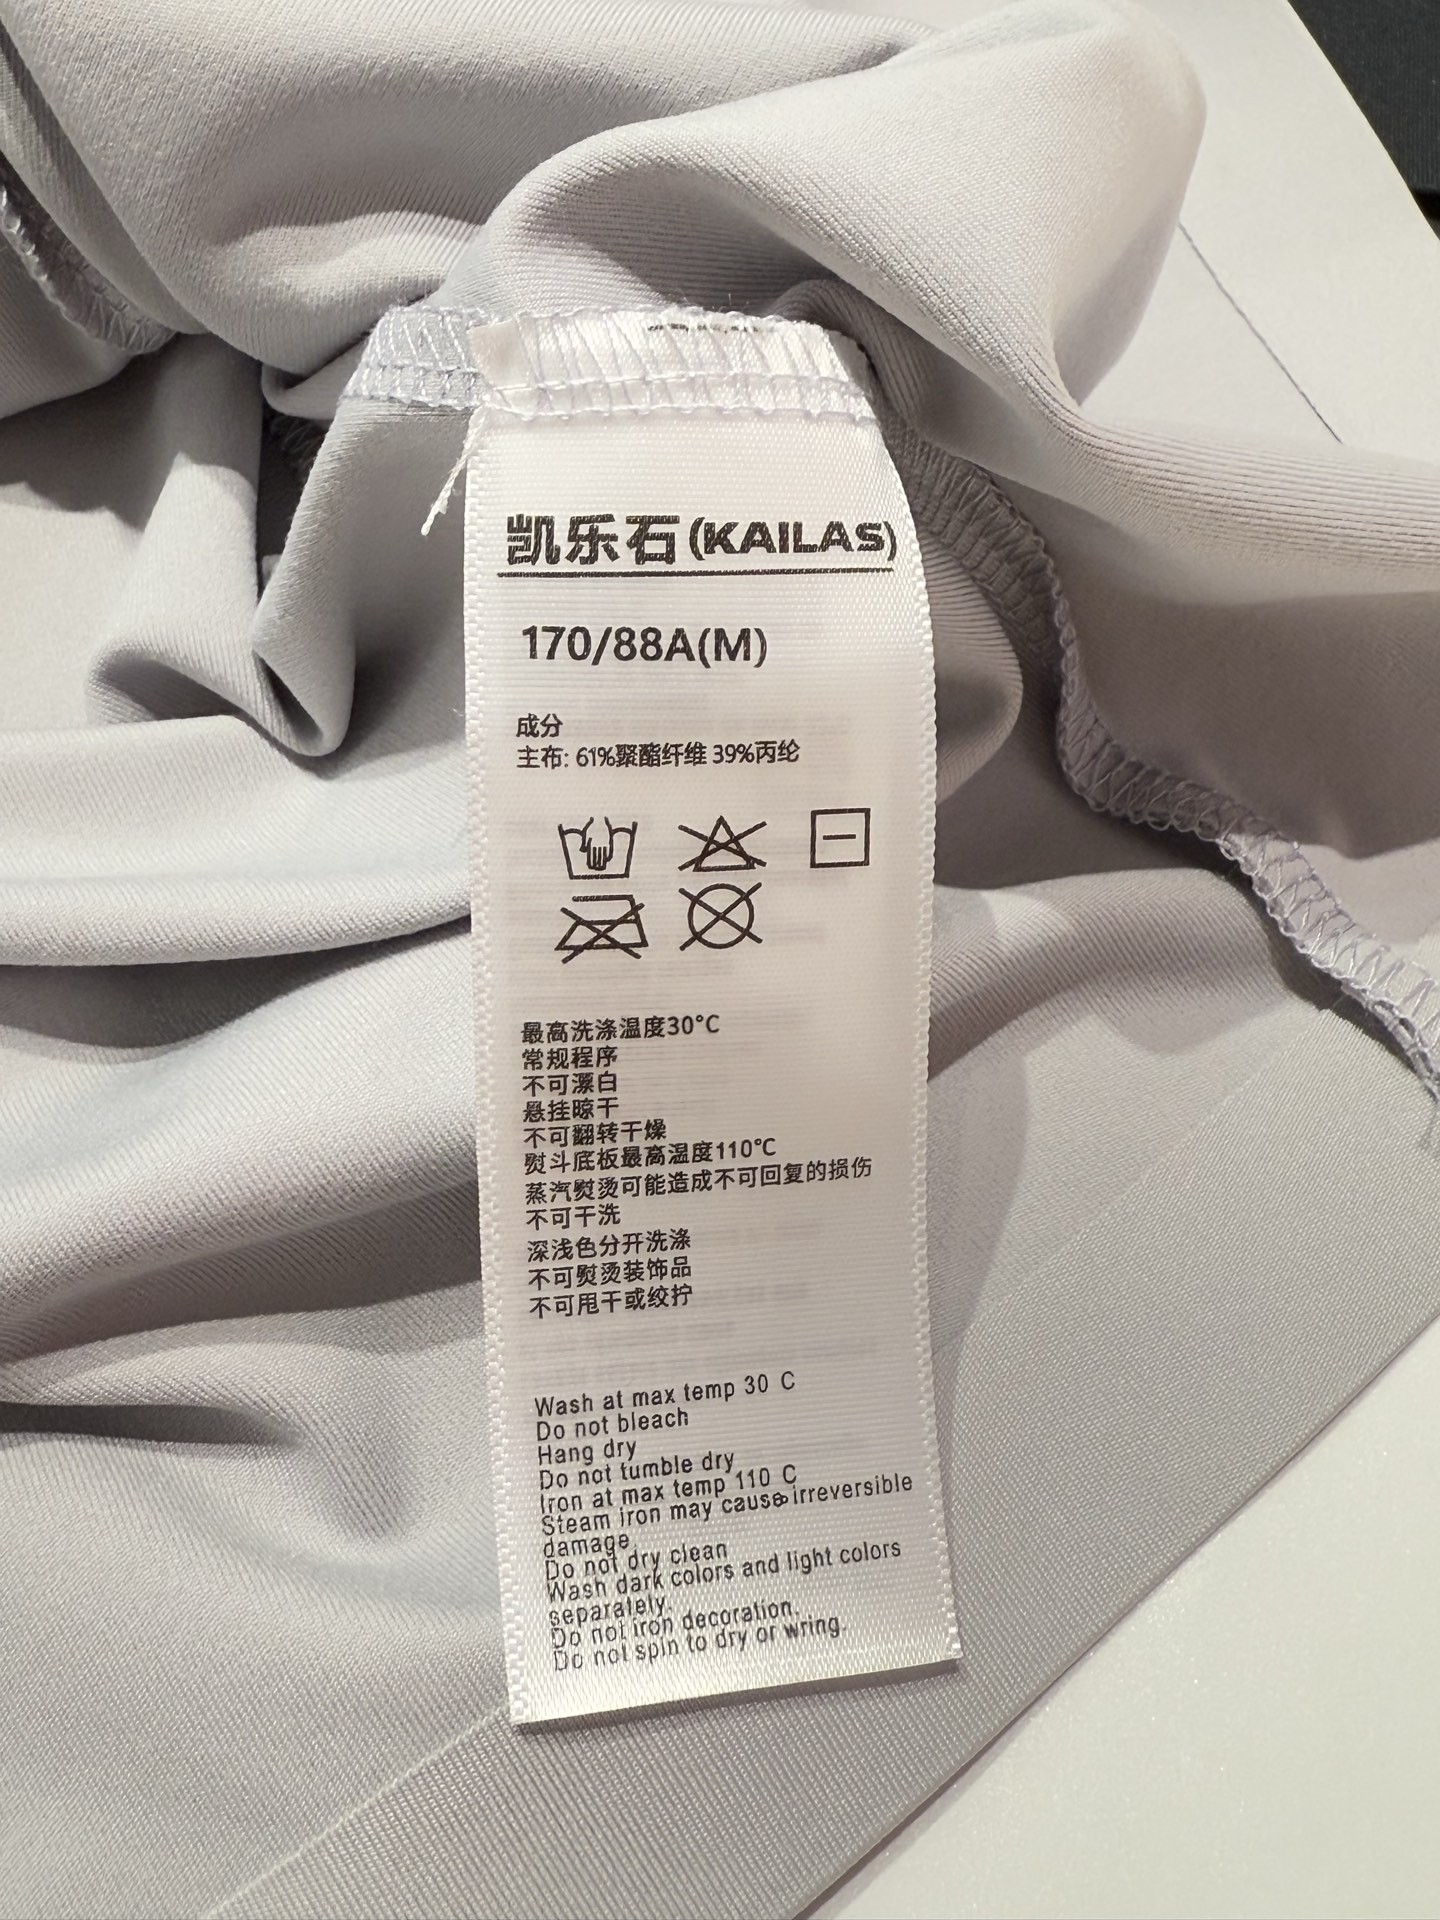 凯乐石(KAILAS)
170/88A(M)
成分
主布: 61%聚酯纤维 39%丙纶
最高洗涤温度30°C
常规程序
不可漂白
悬挂晾干
不可翻转干燥
熨斗底板最高温度110°C
蒸汽熨烫可能造成不可回复的损伤
不可干洗
深浅色分开洗涤
不可熨烫装饰品
不可甩干或绞拧
Wash at max temp 30 C
Do not bleach
Hang dry
Do not tumble dry
Iron at max temp 110 C
Steam iron may cause irreversible
damage.
Do not dry clean
Wash dark colors and light colors
separately.
Do not iron decoration.
Do not spin to dry or wring.